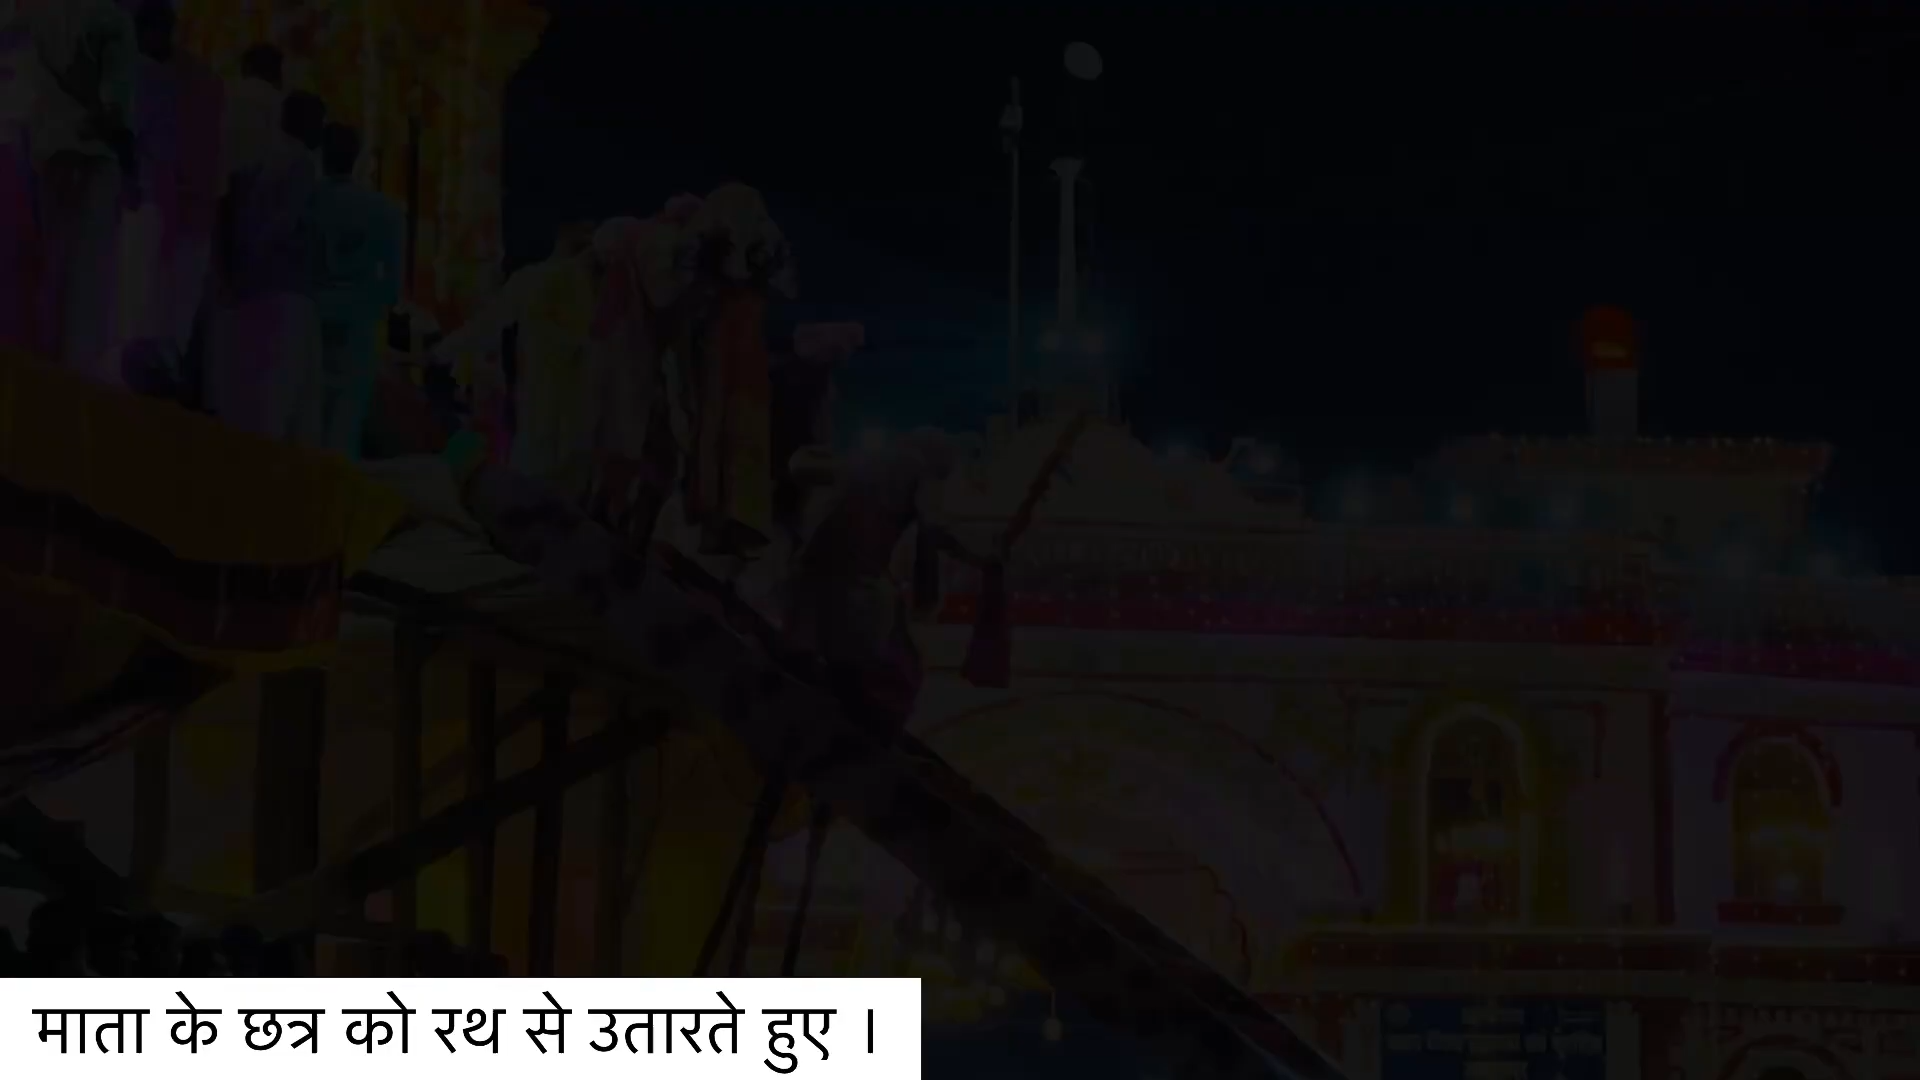 माता के छत्र को रथ से उतारते हुए ।